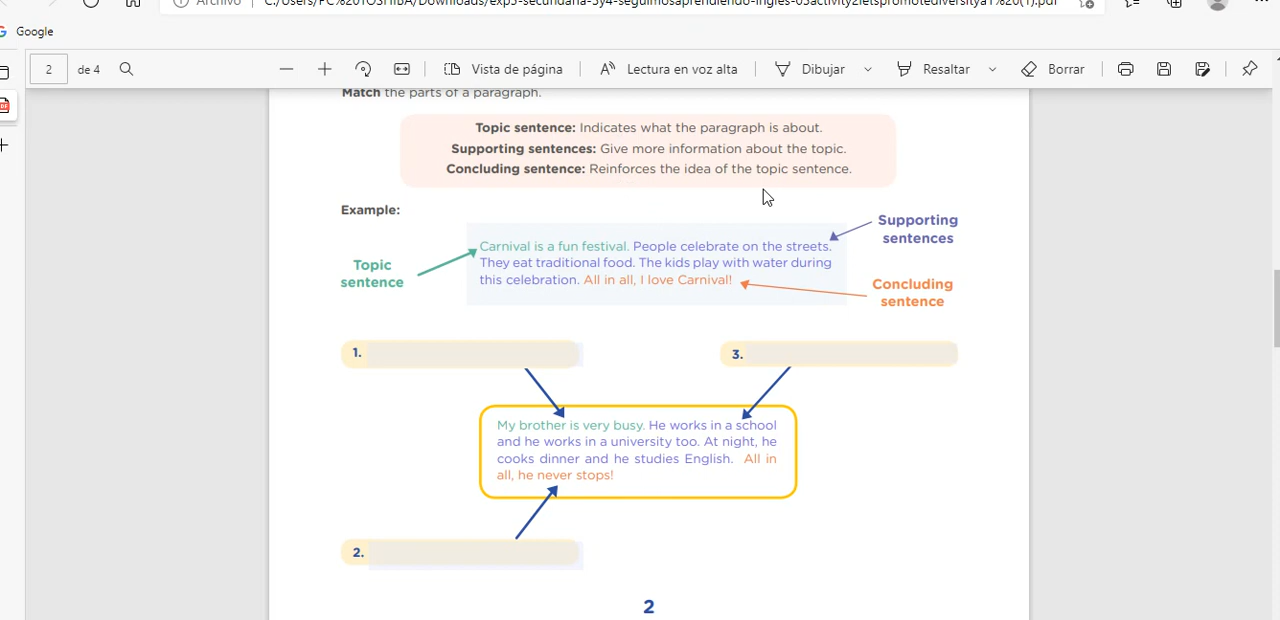 Google
2 de 4 Vista de página Lectura en voz alta Dibujar Resaltar Borrar
Match the parts of a paragraph.
Topic sentence: Indicates what the paragraph is about.
Supporting sentences: Give more information about the topic.
Concluding sentence: Reinforces the idea of the topic sentence.
Example:
Supporting
sentences
Topic
sentence
Carnival is a fun festival. People celebrate on the streets.
They eat traditional food. The kids play with water during
this celebration. All in all, I love Carnival!
Concluding
sentence
1.
3.
My brother is very busy. He works in a school
and he works in a university too. At night, he
cooks dinner and he studies English. All in
all, he never stops!
2.
2